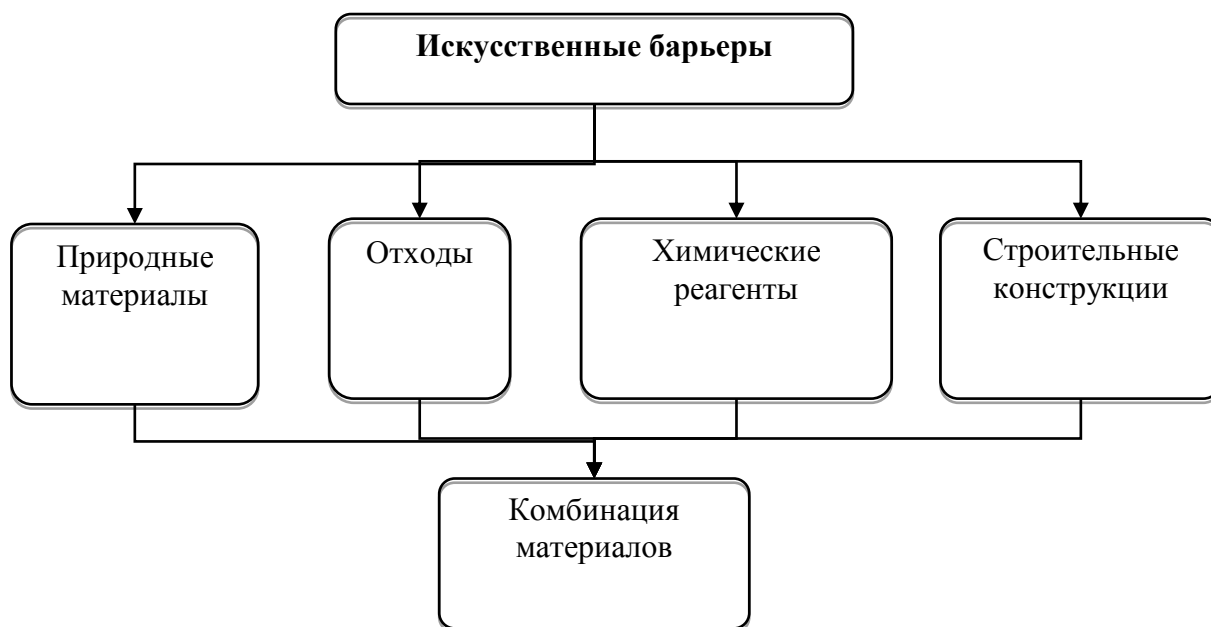 Искусственные барьеры
Природные
материалы
Отходы
Химические
реагенты
Строительные
конструкции
Комбинация
материалов